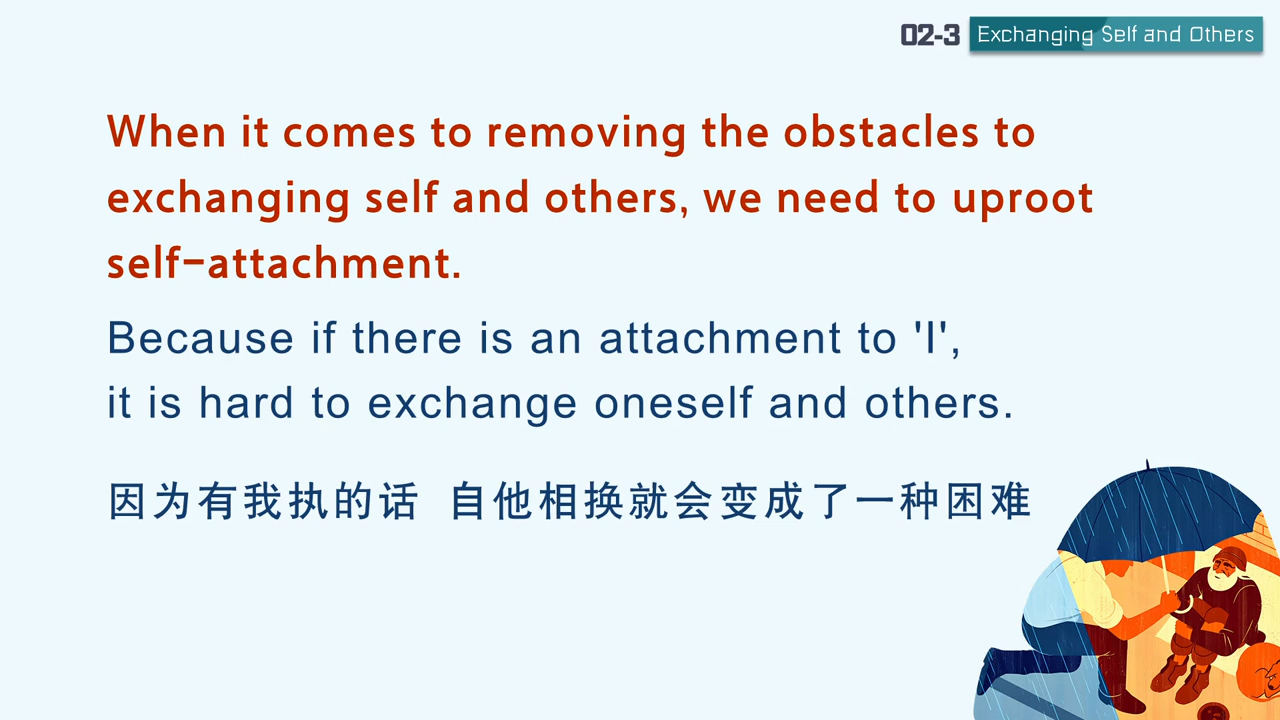 02-3 Exchanging Self and Others
When it comes to removing the obstacles to
exchanging self and others, we need to uproot
self-attachment.
Because if there is an attachment to 'I',
it is hard to exchange oneself and others.
因为有我执的话 自他相换就会变成了一种困难